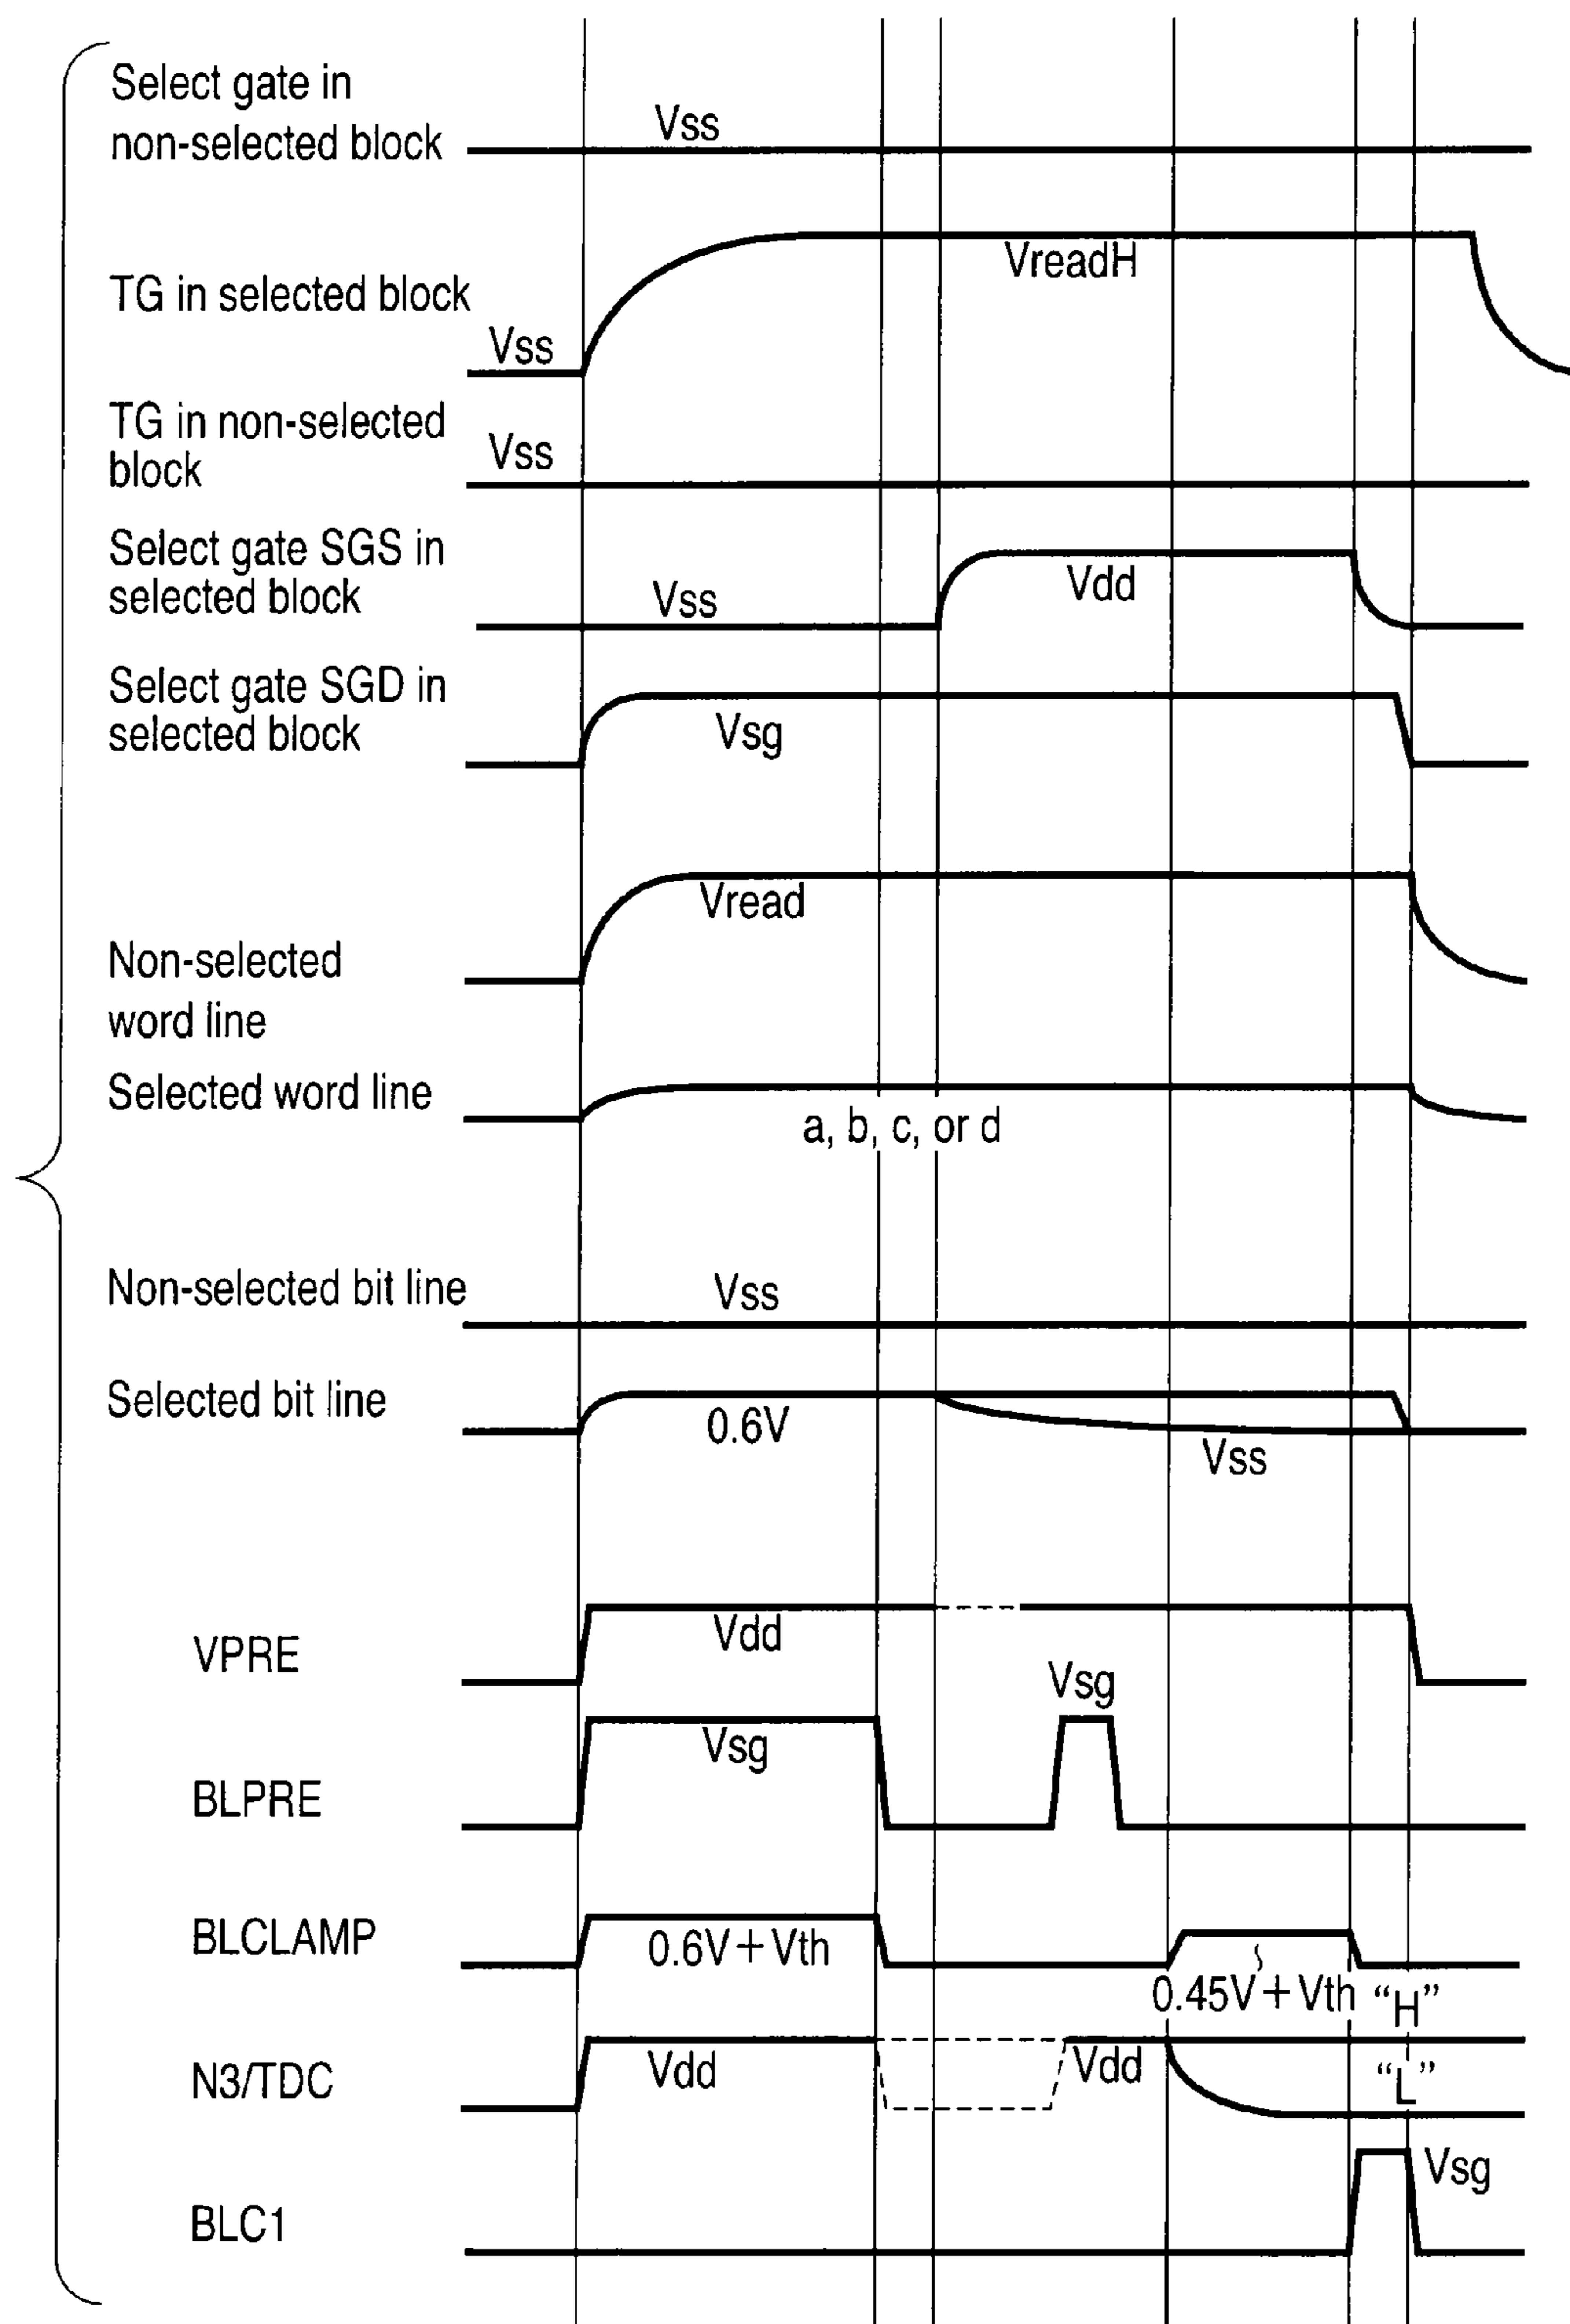 Select gate in
non-selected block
Vss
TG in selected block
Vss
VreadH
TG in non-selected
block
Vss
Select gate SGS in
selected block
Vss
Vdd
Select gate SGD in
selected block
Vsg
Non-selected
word line
Vread
Selected word line
a, b, c, or d
Non-selected bit line
Vss
Selected bit line
0.6V
Vss
VPRE
Vdd
BLPRE
Vsg
Vsg
BLCLAMP
0.6V+Vth
0.45V+Vth
N3/TDC
Vdd
Vdd
“H”
“L”
BLC1
Vsg